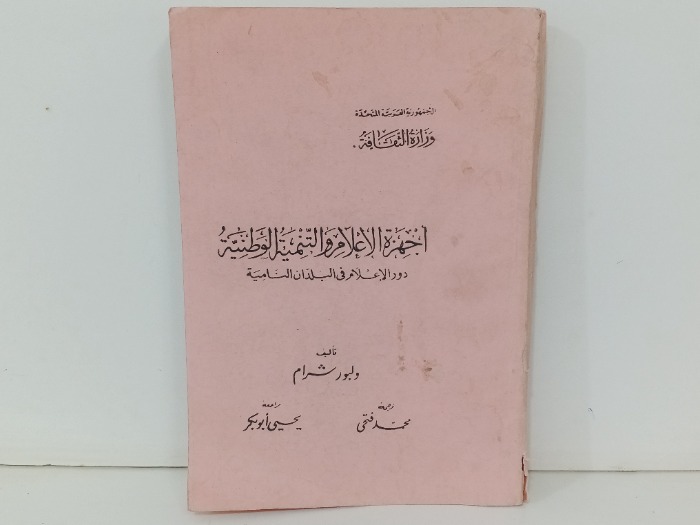 الجمهورية العربية المتحدة
وزارة الثقافة
أجهزة الإعلام والتنمية الوطنية
دور الإعلام في البلدان النامية
تأليف
ولبور شرام
ترجمة
محمد فتحي
راجعه
يحيى أبو بكر